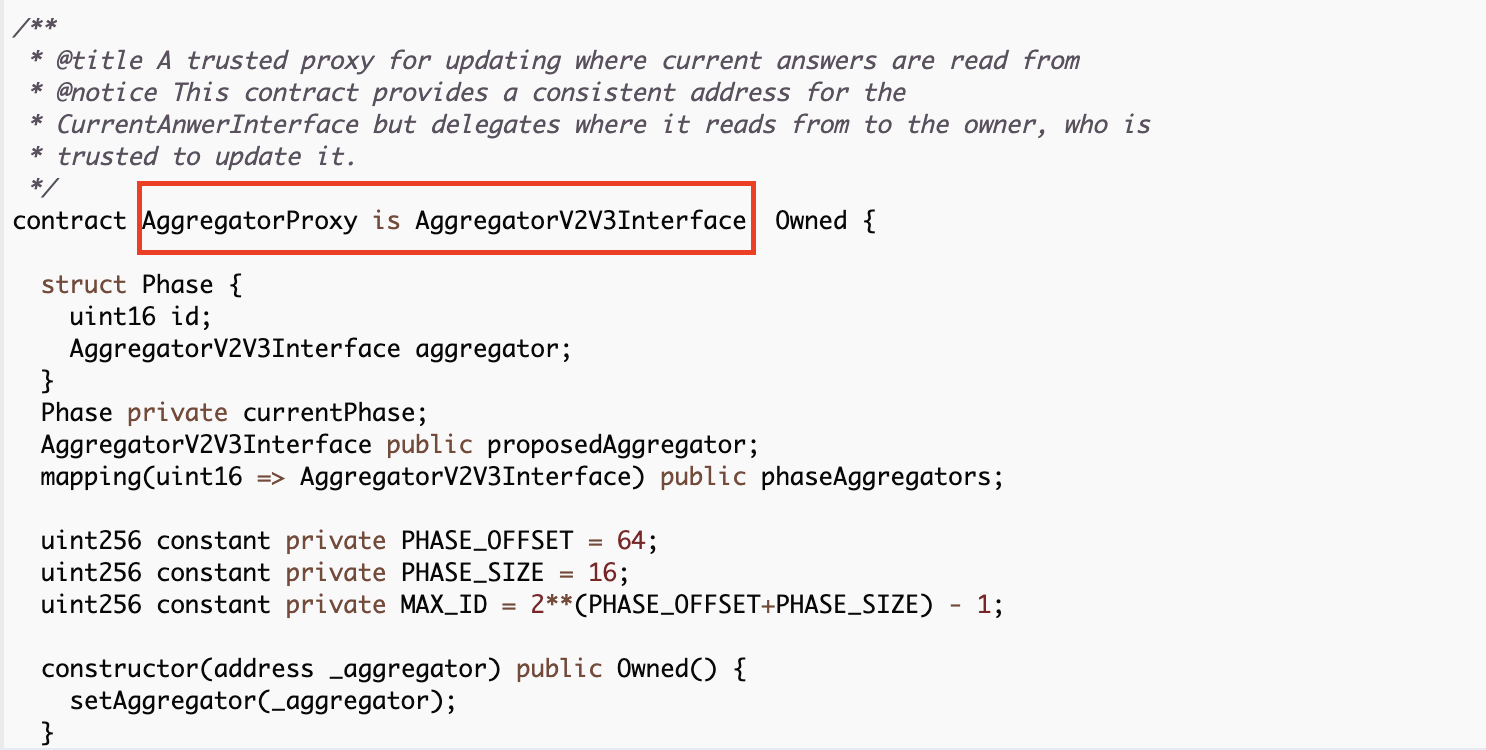 /**
 * @title A trusted proxy for updating where current answers are read from
 * @notice This contract provides a consistent address for the
 * CurrentAnwerInterface but delegates where it reads from to the owner, who is
 * trusted to update it.
 */
contract AggregatorProxy is AggregatorV2V3Interface Owned {

  struct Phase {
    uint16 id;
    AggregatorV2V3Interface aggregator;
  }
  Phase private currentPhase;
  AggregatorV2V3Interface public proposedAggregator;
  mapping(uint16 => AggregatorV2V3Interface) public phaseAggregators;

  uint256 constant private PHASE_OFFSET = 64;
  uint256 constant private PHASE_SIZE = 16;
  uint256 constant private MAX_ID = 2**(PHASE_OFFSET+PHASE_SIZE) - 1;

  constructor(address _aggregator) public Owned() {
    setAggregator(_aggregator);
  }